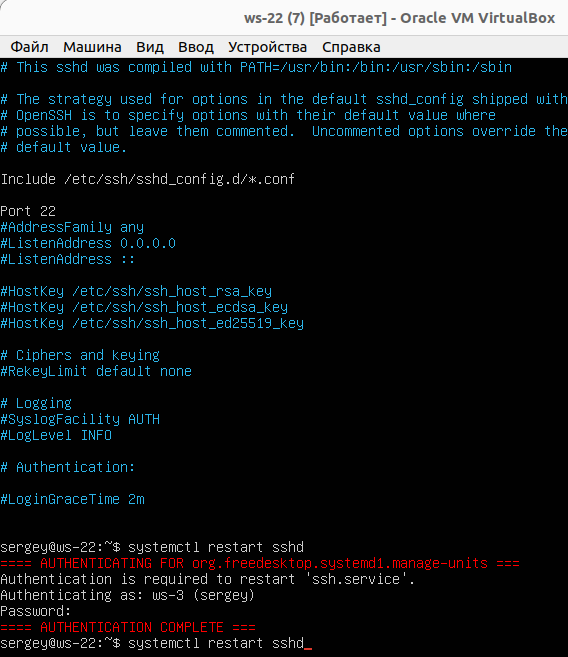 ws-22 (7) [Работает] - Oracle VM VirtualBox
Файл Машина Вид Ввод Устройства Справка
# This sshd was compiled with PATH=/usr/bin:/bin:/usr/sbin:/sbin
# The strategy used for options in the default sshd_config shipped with
# OpenSSH is to specify options with their default value where
# possible, but leave them commented.  Uncommented options override the
# default value.
Include /etc/ssh/sshd_config.d/*.conf
Port 22
#AddressFamily any
#ListenAddress 0.0.0.0
#ListenAddress ::
#HostKey /etc/ssh/ssh_host_rsa_key
#HostKey /etc/ssh/ssh_host_ecdsa_key
#HostKey /etc/ssh/ssh_host_ed25519_key
# Ciphers and keying
#RekeyLimit default none
# Logging
#SyslogFacility AUTH
#LogLevel INFO
# Authentication:
#LoginGraceTime 2m
sergey@ws-22:~$ systemctl restart sshd
==== AUTHENTICATING FOR org.freedesktop.systemd1.manage-units ===
Authentication is required to restart 'ssh.service'.
Authenticating as: ws-3 (sergey)
Password:
==== AUTHENTICATION COMPLETE ===
sergey@ws-22:~$ systemctl restart sshd_